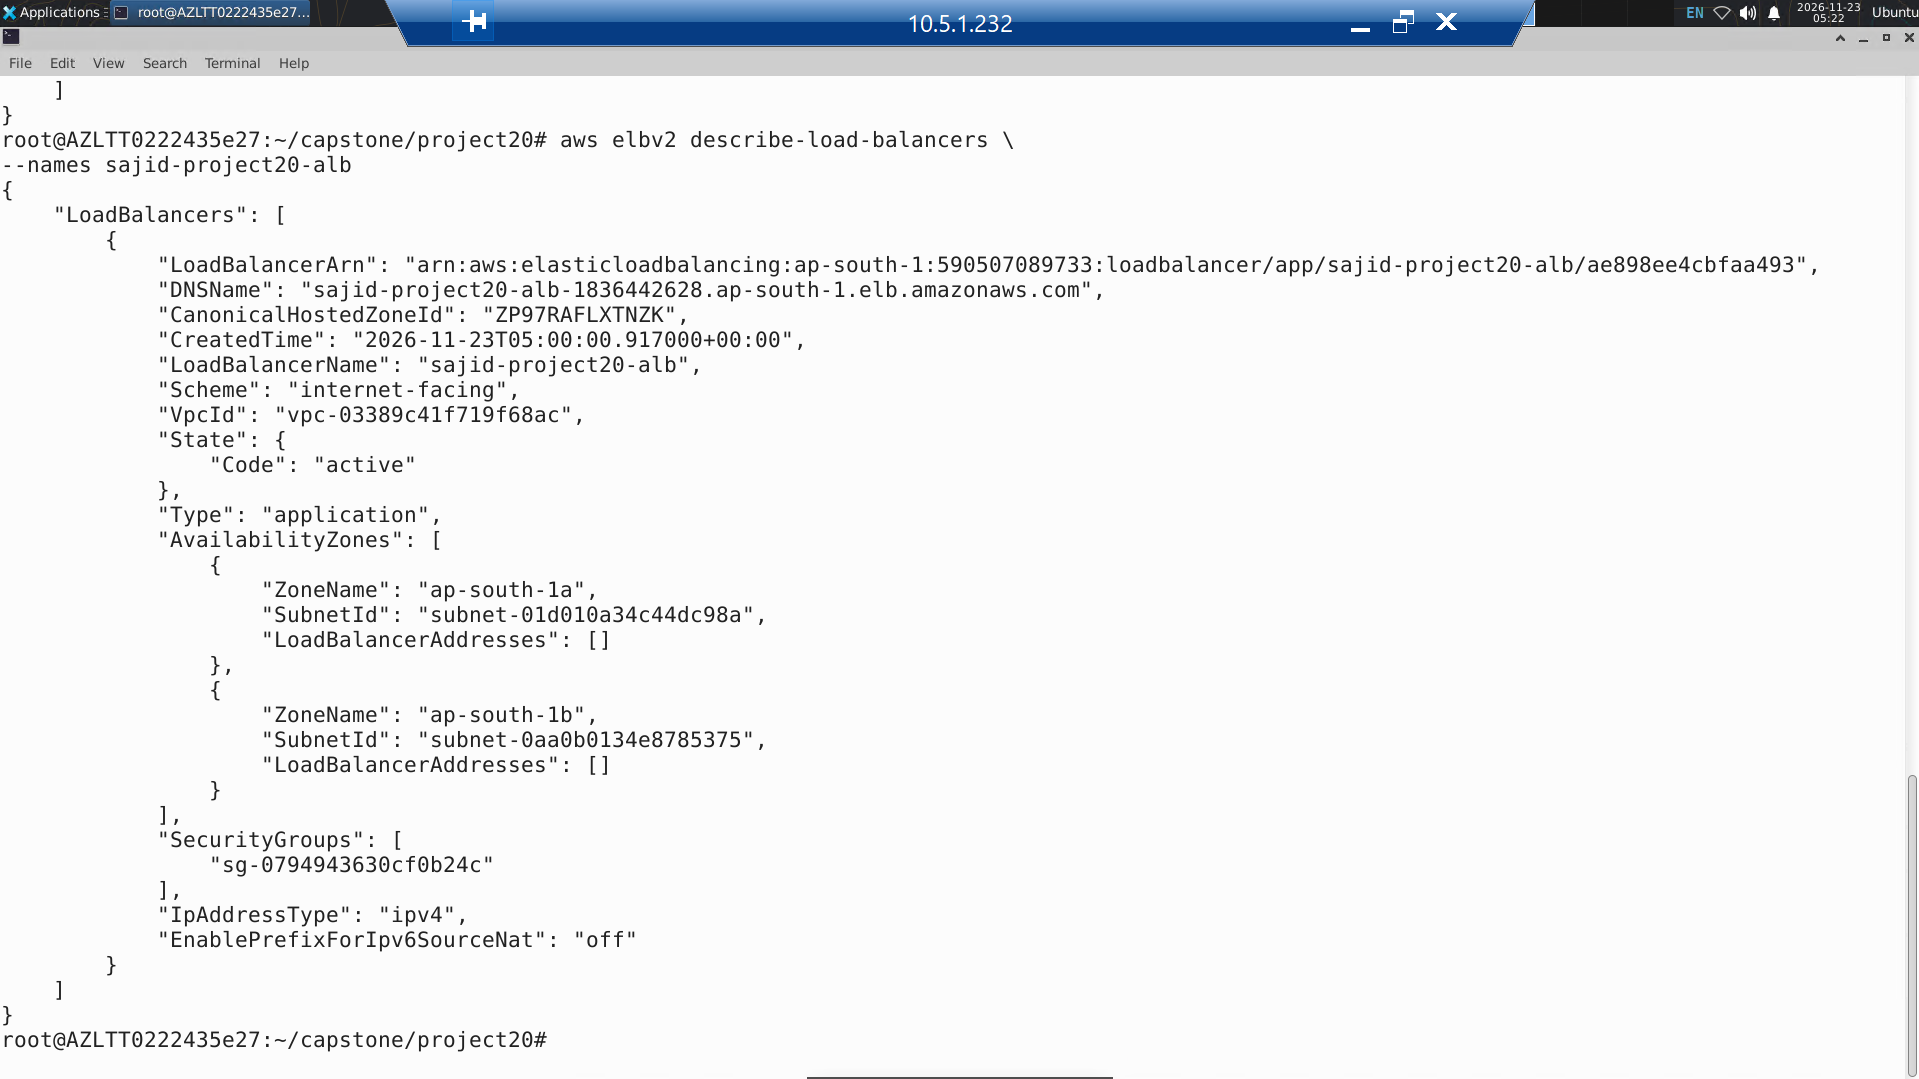 Applications
root@AZLTT0222435e27:...
10.5.1.232
EN
2026-11-23
05:22
Ubuntu
File Edit View Search Terminal Help
    ]
}
root@AZLTT0222435e27:~/capstone/project20# aws elbv2 describe-load-balancers \
--names sajid-project20-alb
{
    "LoadBalancers": [
        {
            "LoadBalancerArn": "arn:aws:elasticloadbalancing:ap-south-1:590507089733:loadbalancer/app/sajid-project20-alb/ae898ee4cbfaa493",
            "DNSName": "sajid-project20-alb-1836442628.ap-south-1.elb.amazonaws.com",
            "CanonicalHostedZoneId": "ZP97RAFLXTNZK",
            "CreatedTime": "2026-11-23T05:00:00.917000+00:00",
            "LoadBalancerName": "sajid-project20-alb",
            "Scheme": "internet-facing",
            "VpcId": "vpc-03389c41f719f68ac",
            "State": {
                "Code": "active"
            },
            "Type": "application",
            "AvailabilityZones": [
                {
                    "ZoneName": "ap-south-1a",
                    "SubnetId": "subnet-01d010a34c44dc98a",
                    "LoadBalancerAddresses": []
                },
                {
                    "ZoneName": "ap-south-1b",
                    "SubnetId": "subnet-0aa0b0134e8785375",
                    "LoadBalancerAddresses": []
                }
            ],
            "SecurityGroups": [
                "sg-0794943630cf0b24c"
            ],
            "IpAddressType": "ipv4",
            "EnablePrefixForIpv6SourceNat": "off"
        }
    ]
}
root@AZLTT0222435e27:~/capstone/project20#